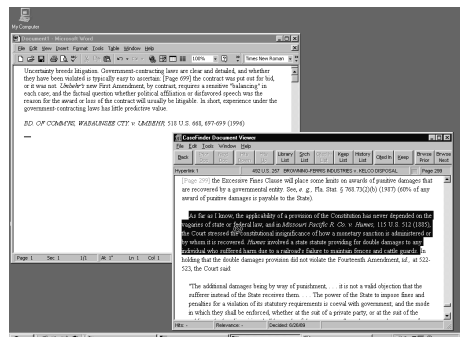 My Computer
Document1 - Microsoft Word
File Edit View Insert Format Tools Table Window Help
100%
Times New Roman
Uncertainty breeds litigation. Government-contracting laws are clear and detailed, and whether
they have been violated is typically easy to ascertain: [Page 699] the contract was put out for bid,
or it was not. Umbehr's new First Amendment, by contrast, requires a sensitive "balancing" in
each case, and the factual question whether political affiliation or disfavored speech was the
reason for the award or loss of the contract will usually be litigable. In short, experience under the
government-contracting laws has little predictive value.
BD. OF COMM'RS, WABAUNSEE CTY. v. UMBEHR, 518 U.S. 668, 697-699 (1996)
Page 1 Sec 1 1/1 At 3" Ln 1 Col 1
CaseFinder Document Viewer
File Edit Tools Window Help
Back
Library List
Srch List
Keep List
History List
Object In
Keep
Browse Prior
Browse Next
Hyperlink 1
492 U.S. 257 BROWNING-FERRIS INDUSTRIES v. KELCO DISPOSAL
Page 299
[Page 299] the Excessive Fines Clause will place some limits on awards of punitive damages that
are recovered by a governmental entity. See, e. g., Fla. Stat. § 768.73(2)(b) (1987) (60% of any
award of punitive damages is payable to the State).
As far as I know, the applicability of a provision of the Constitution has never depended on the
vagaries of state or federal law, and in Missouri Pacific R. Co. v. Humes, 115 U.S. 512 (1885),
the Court stressed the constitutional insignificance of how a monetary sanction is administered or
by whom it is recovered. Humes involved a state statute providing for double damages to any
individual who suffered harm due to a railroad's failure to maintain fences and cattle guards. In
holding that the double damages provision did not violate the Fourteenth Amendment, id., at 522-
523, the Court said:
"The additional damages being by way of punishment, . . . it is not a valid objection that the
sufferer instead of the State receives them. . . . The power of the State to impose fines and
penalties for a violation of its statutory requirements is coeval with government; and the mode
in which they shall be enforced, whether at the suit of a private party, or at the suit of the
Hits: - Relevance: - Decided: 6/26/89